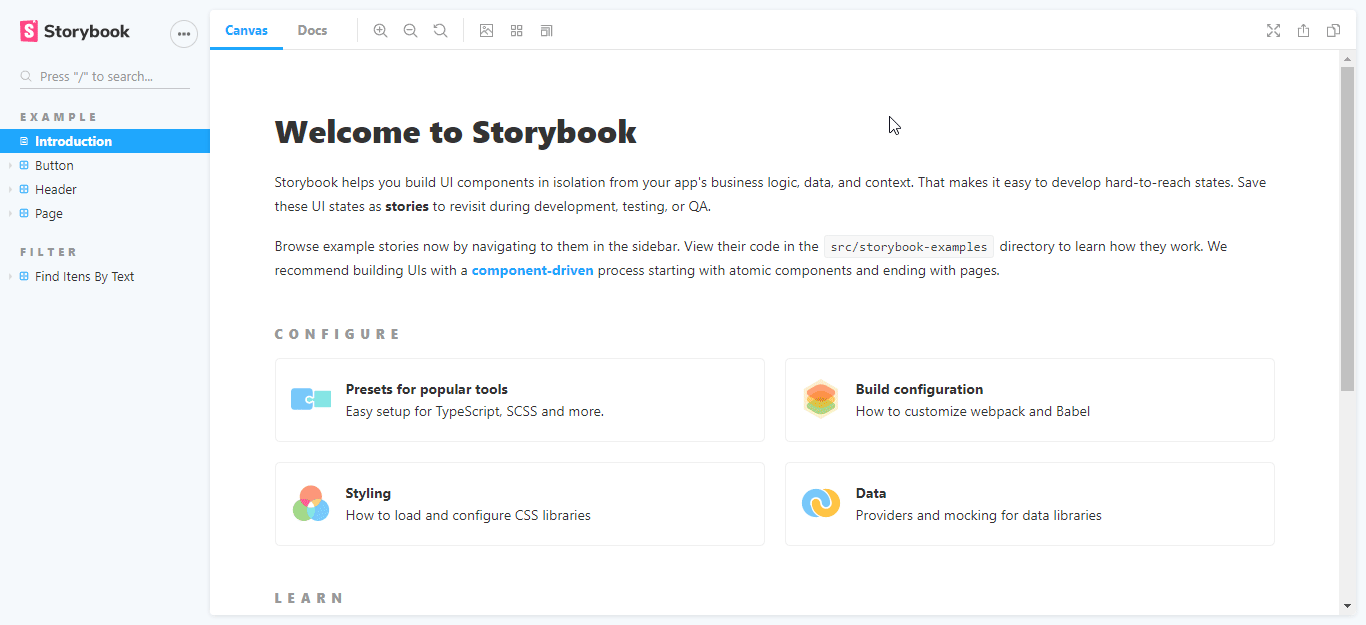 Storybook
Canvas
Docs
Press "/" to search...
EXAMPLE
Introduction
Button
Header
Page
FILTER
Find Itens By Text
Welcome to Storybook
Storybook helps you build UI components in isolation from your app's business logic, data, and context. That makes it easy to develop hard-to-reach states. Save
these UI states as stories to revisit during development, testing, or QA.
Browse example stories now by navigating to them in the sidebar. View their code in the src/storybook-examples directory to learn how they work. We
recommend building UIs with a component-driven process starting with atomic components and ending with pages.
CONFIGURE
Presets for popular tools
Easy setup for TypeScript, SCSS and more.
Build configuration
How to customize webpack and Babel
Styling
How to load and configure CSS libraries
Data
Providers and mocking for data libraries
LEARN